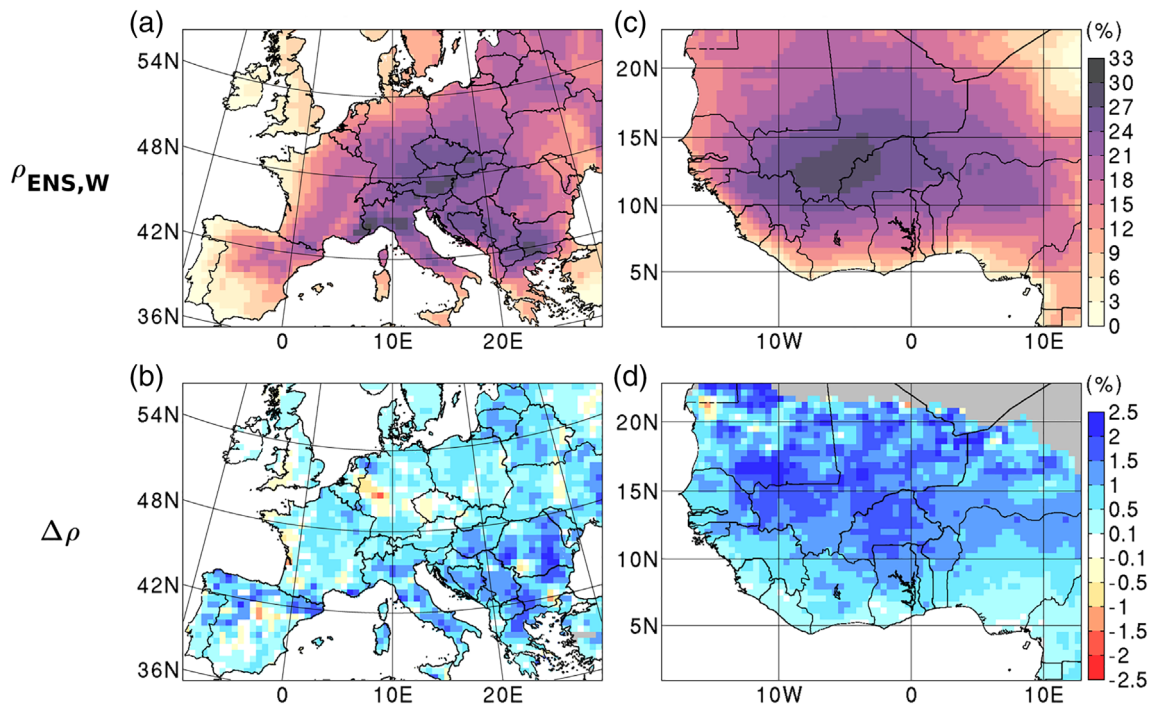 (a)
(c)
(%)
54N
48N
42N
36N
0
10E
20E
ρENS,W
20N
15N
10N
5N
10W
0
10E
33
30
27
24
21
18
15
12
9
6
3
0
(b)
(d)
(%)
54N
48N
42N
36N
0
10E
20E
Δρ
20N
15N
10N
5N
10W
0
10E
2.5
2
1.5
1
0.5
0.1
-0.1
-0.5
-1
-1.5
-2
-2.5